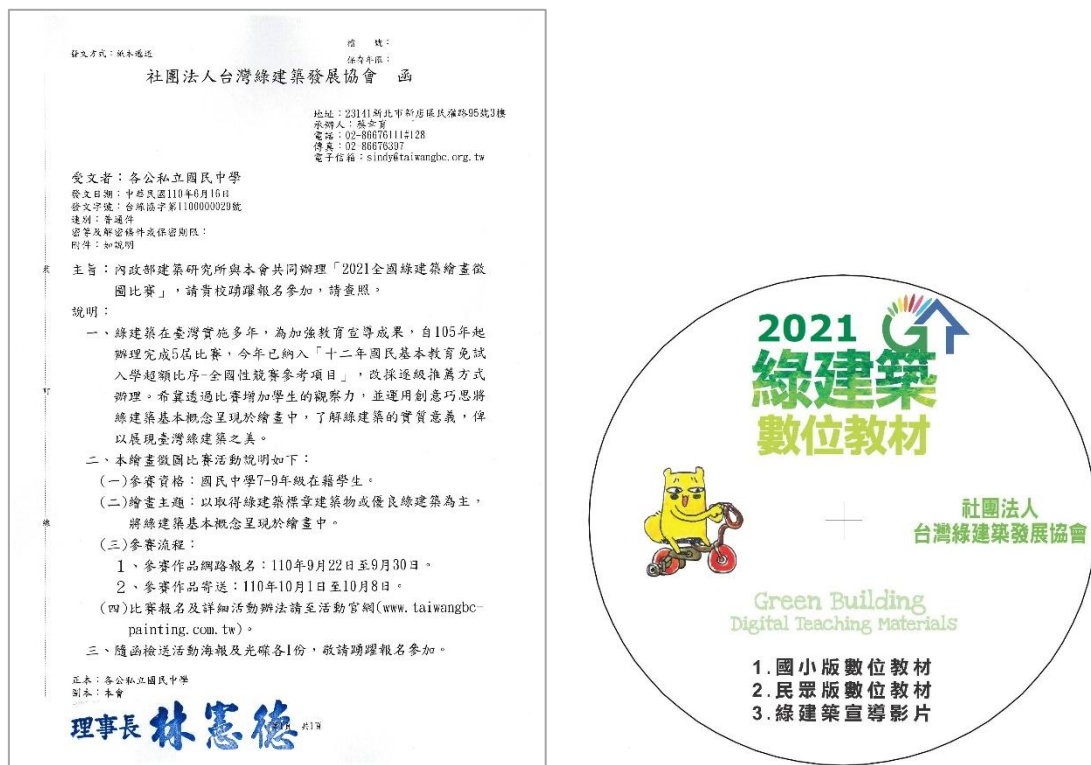 檔　　號：
保存年限：
發文方式：紙本遞送
社團法人台灣綠建築發展協會　函
地址：23141新北市新店區民權路95號3樓
電話：02-86676111#128
傳真：02-86676397
電子信箱：sindy@taiwangbc.org.tw
受文者：各公私立國民中學
發文日期：中華民國110年6月16日
發文字號：台綠協字第1100000029號
速別：普通件
密等及解密條件或保密期限：
附件：如說明
主旨：內政部建築研究所與本會共同辦理「2021全國綠建築繪畫徵
圖比賽」，請貴校踴躍報名參加，請查照。
說明：
一、綠建築在臺灣實施多年，為加強教育宣導成果，自105年起
辦理完成5屆比賽，今年已納入「十二年國民基本教育免試
入學超額比序-全國性競賽參考項目」，改採逐級推薦方式
辦理。希冀透過比賽增加學生的觀察力，並運用創意巧思將
綠建築基本概念呈現於繪畫中，了解綠建築的實質意義，俾
以展現臺灣綠建築之美。
二、本繪畫徵圖比賽活動說明如下：
(一)參賽資格：國民中學7-9年級在籍學生。
(二)繪畫主題：以取得綠建築標章建築物或優良綠建築為主，
將綠建築基本概念呈現於繪畫中。
(三)參賽流程：
1、參賽作品網路報名：110年9月22日至9月30日。
2、參賽作品寄送：110年10月1日至10月8日。
(四)比賽報名及詳細活動辦法請至活動官網(www.taiwangbc-
painting.com.tw)。
三、隨函檢送活動海報及光碟各1份，敬請踴躍報名參加。
正本：各公私立國民中學
副本：本會
理事長 林憲德
共1頁
裝
訂
線
2021
綠建築
數位教材
社團法人
台灣綠建築發展協會
Green Building
Digital Teaching Materials
1.國小版數位教材
2.民眾版數位教材
3.綠建築宣導影片